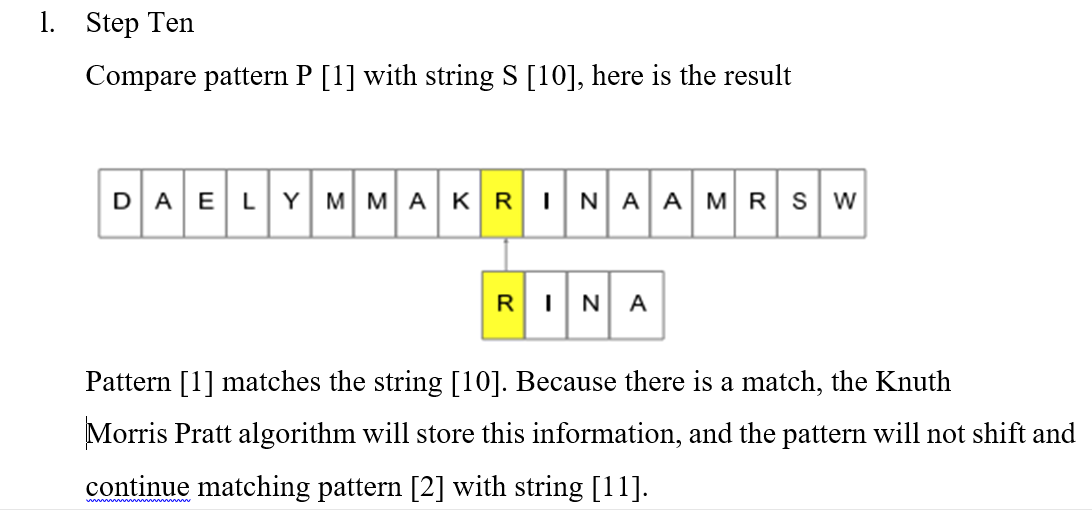 1. Step Ten
Compare pattern P [1] with string S [10], here is the result
D A E L Y M M A K R I N A A M R S W
R I N A
Pattern [1] matches the string [10]. Because there is a match, the Knuth
Morris Pratt algorithm will store this information, and the pattern will not shift and
continue matching pattern [2] with string [11].